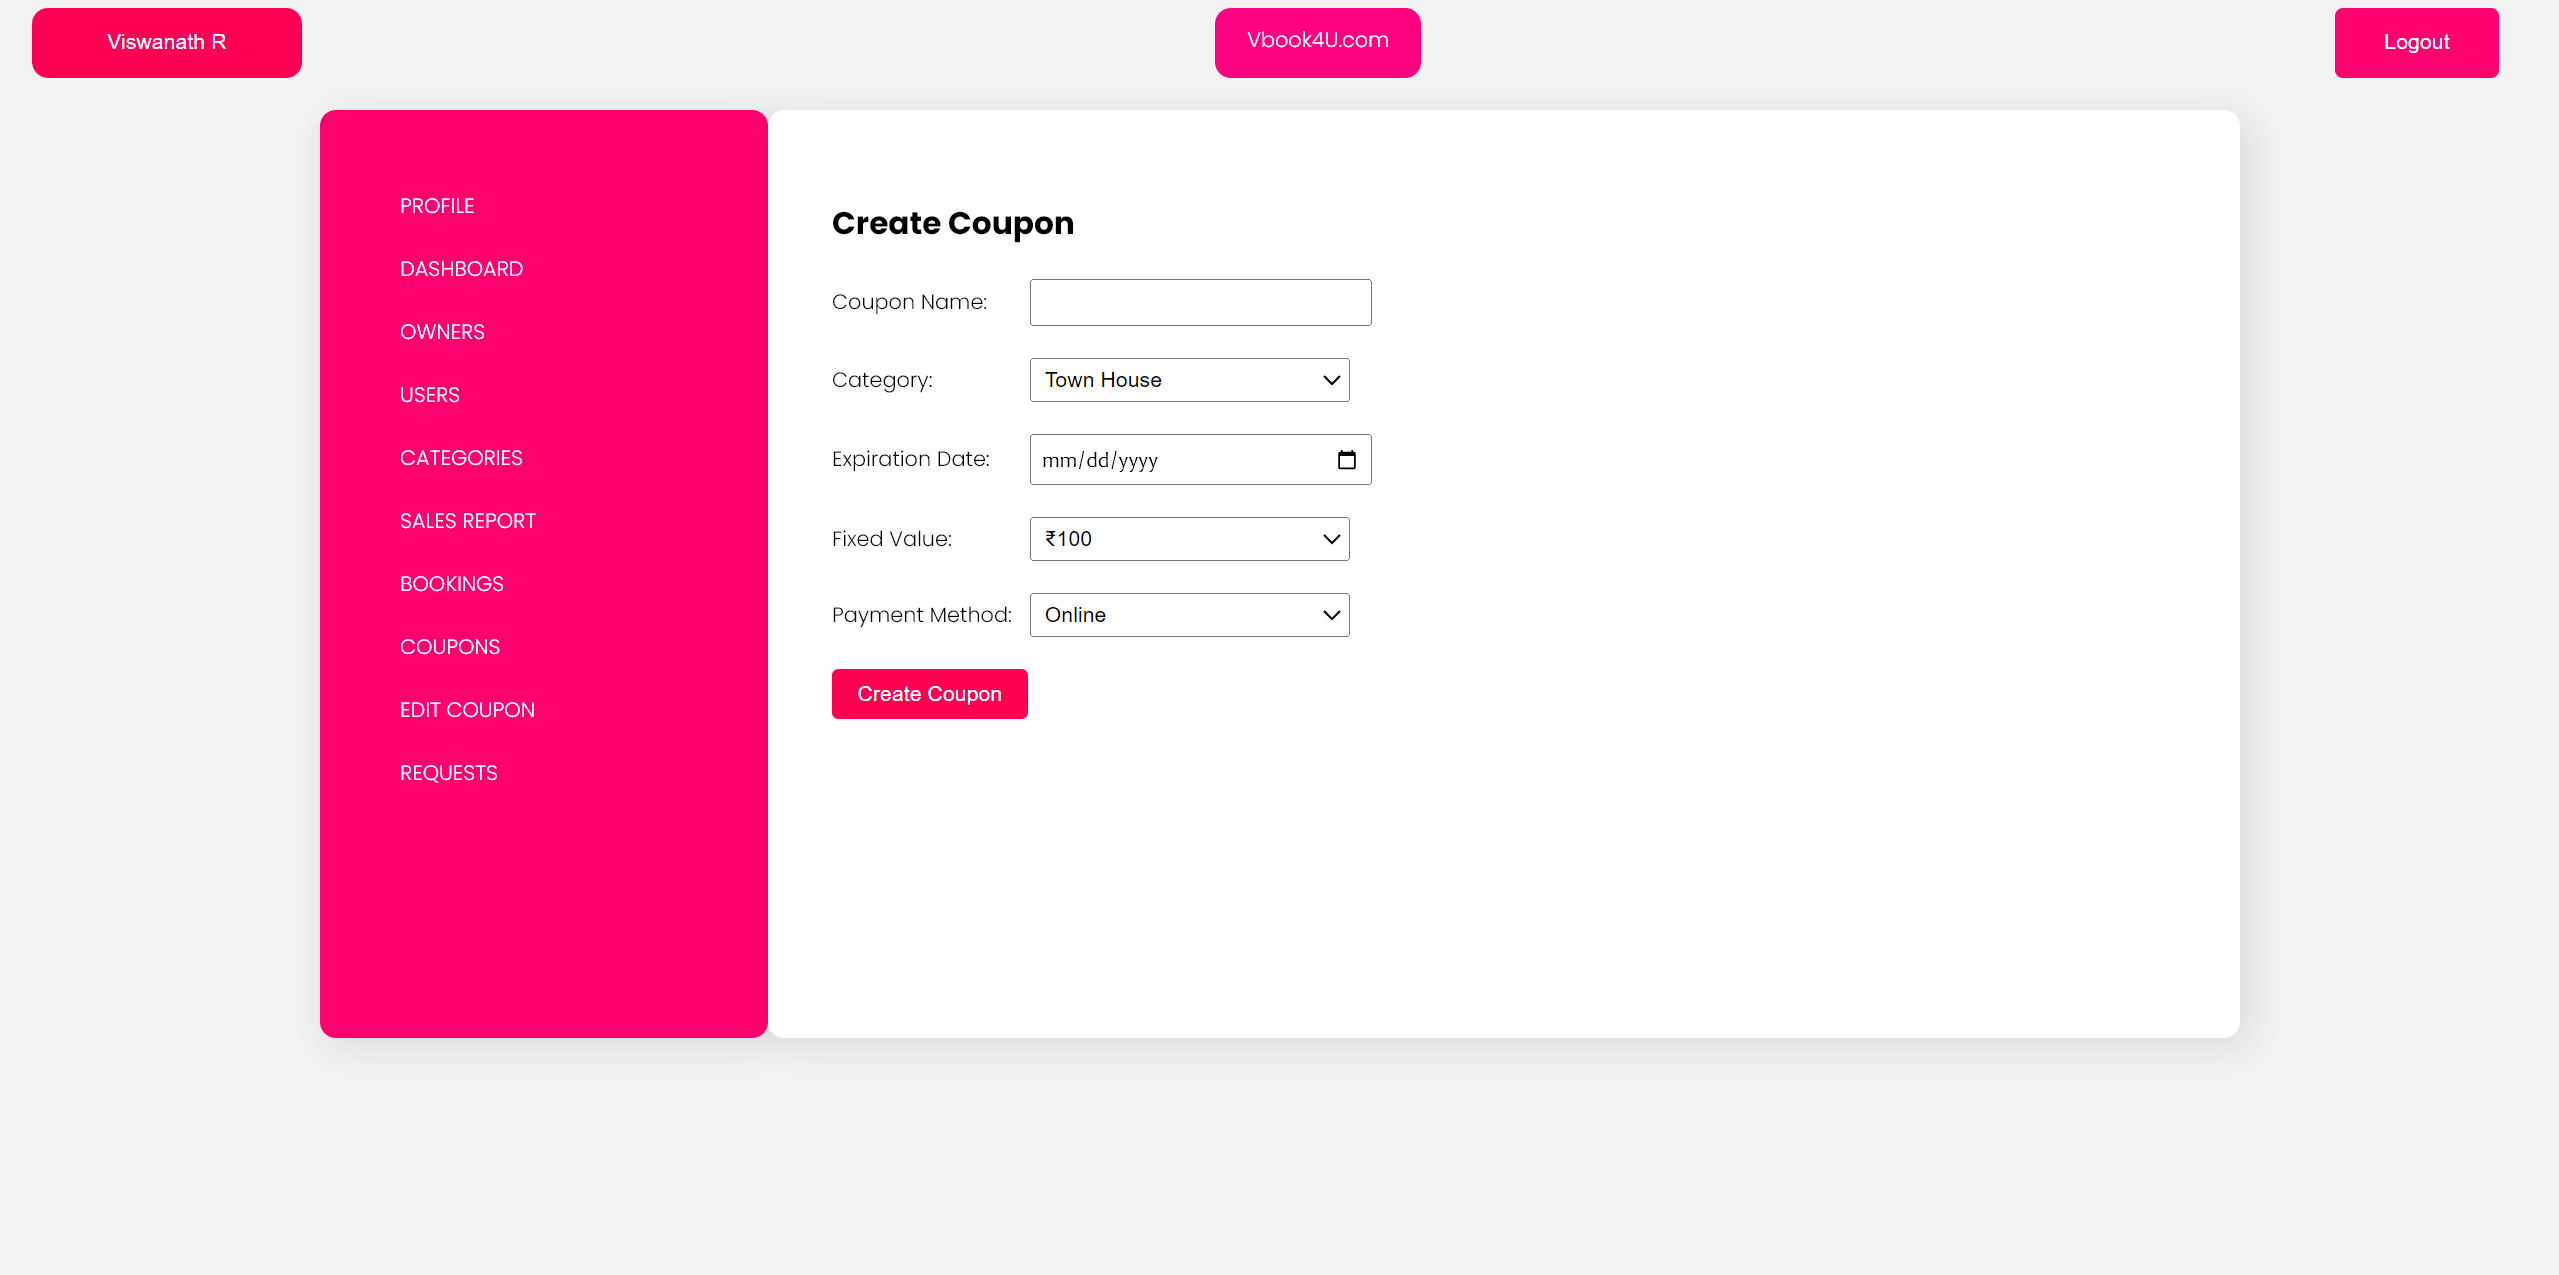 Viswanath R
Vbook4U.com
Logout
PROFILE
DASHBOARD
OWNERS
USERS
CATEGORIES
SALES REPORT
BOOKINGS
COUPONS
EDIT COUPON
REQUESTS
Create Coupon
Coupon Name:
Category: Town House
Expiration Date: mm/dd/yyyy
Fixed Value: ₹100
Payment Method: Online
Create Coupon